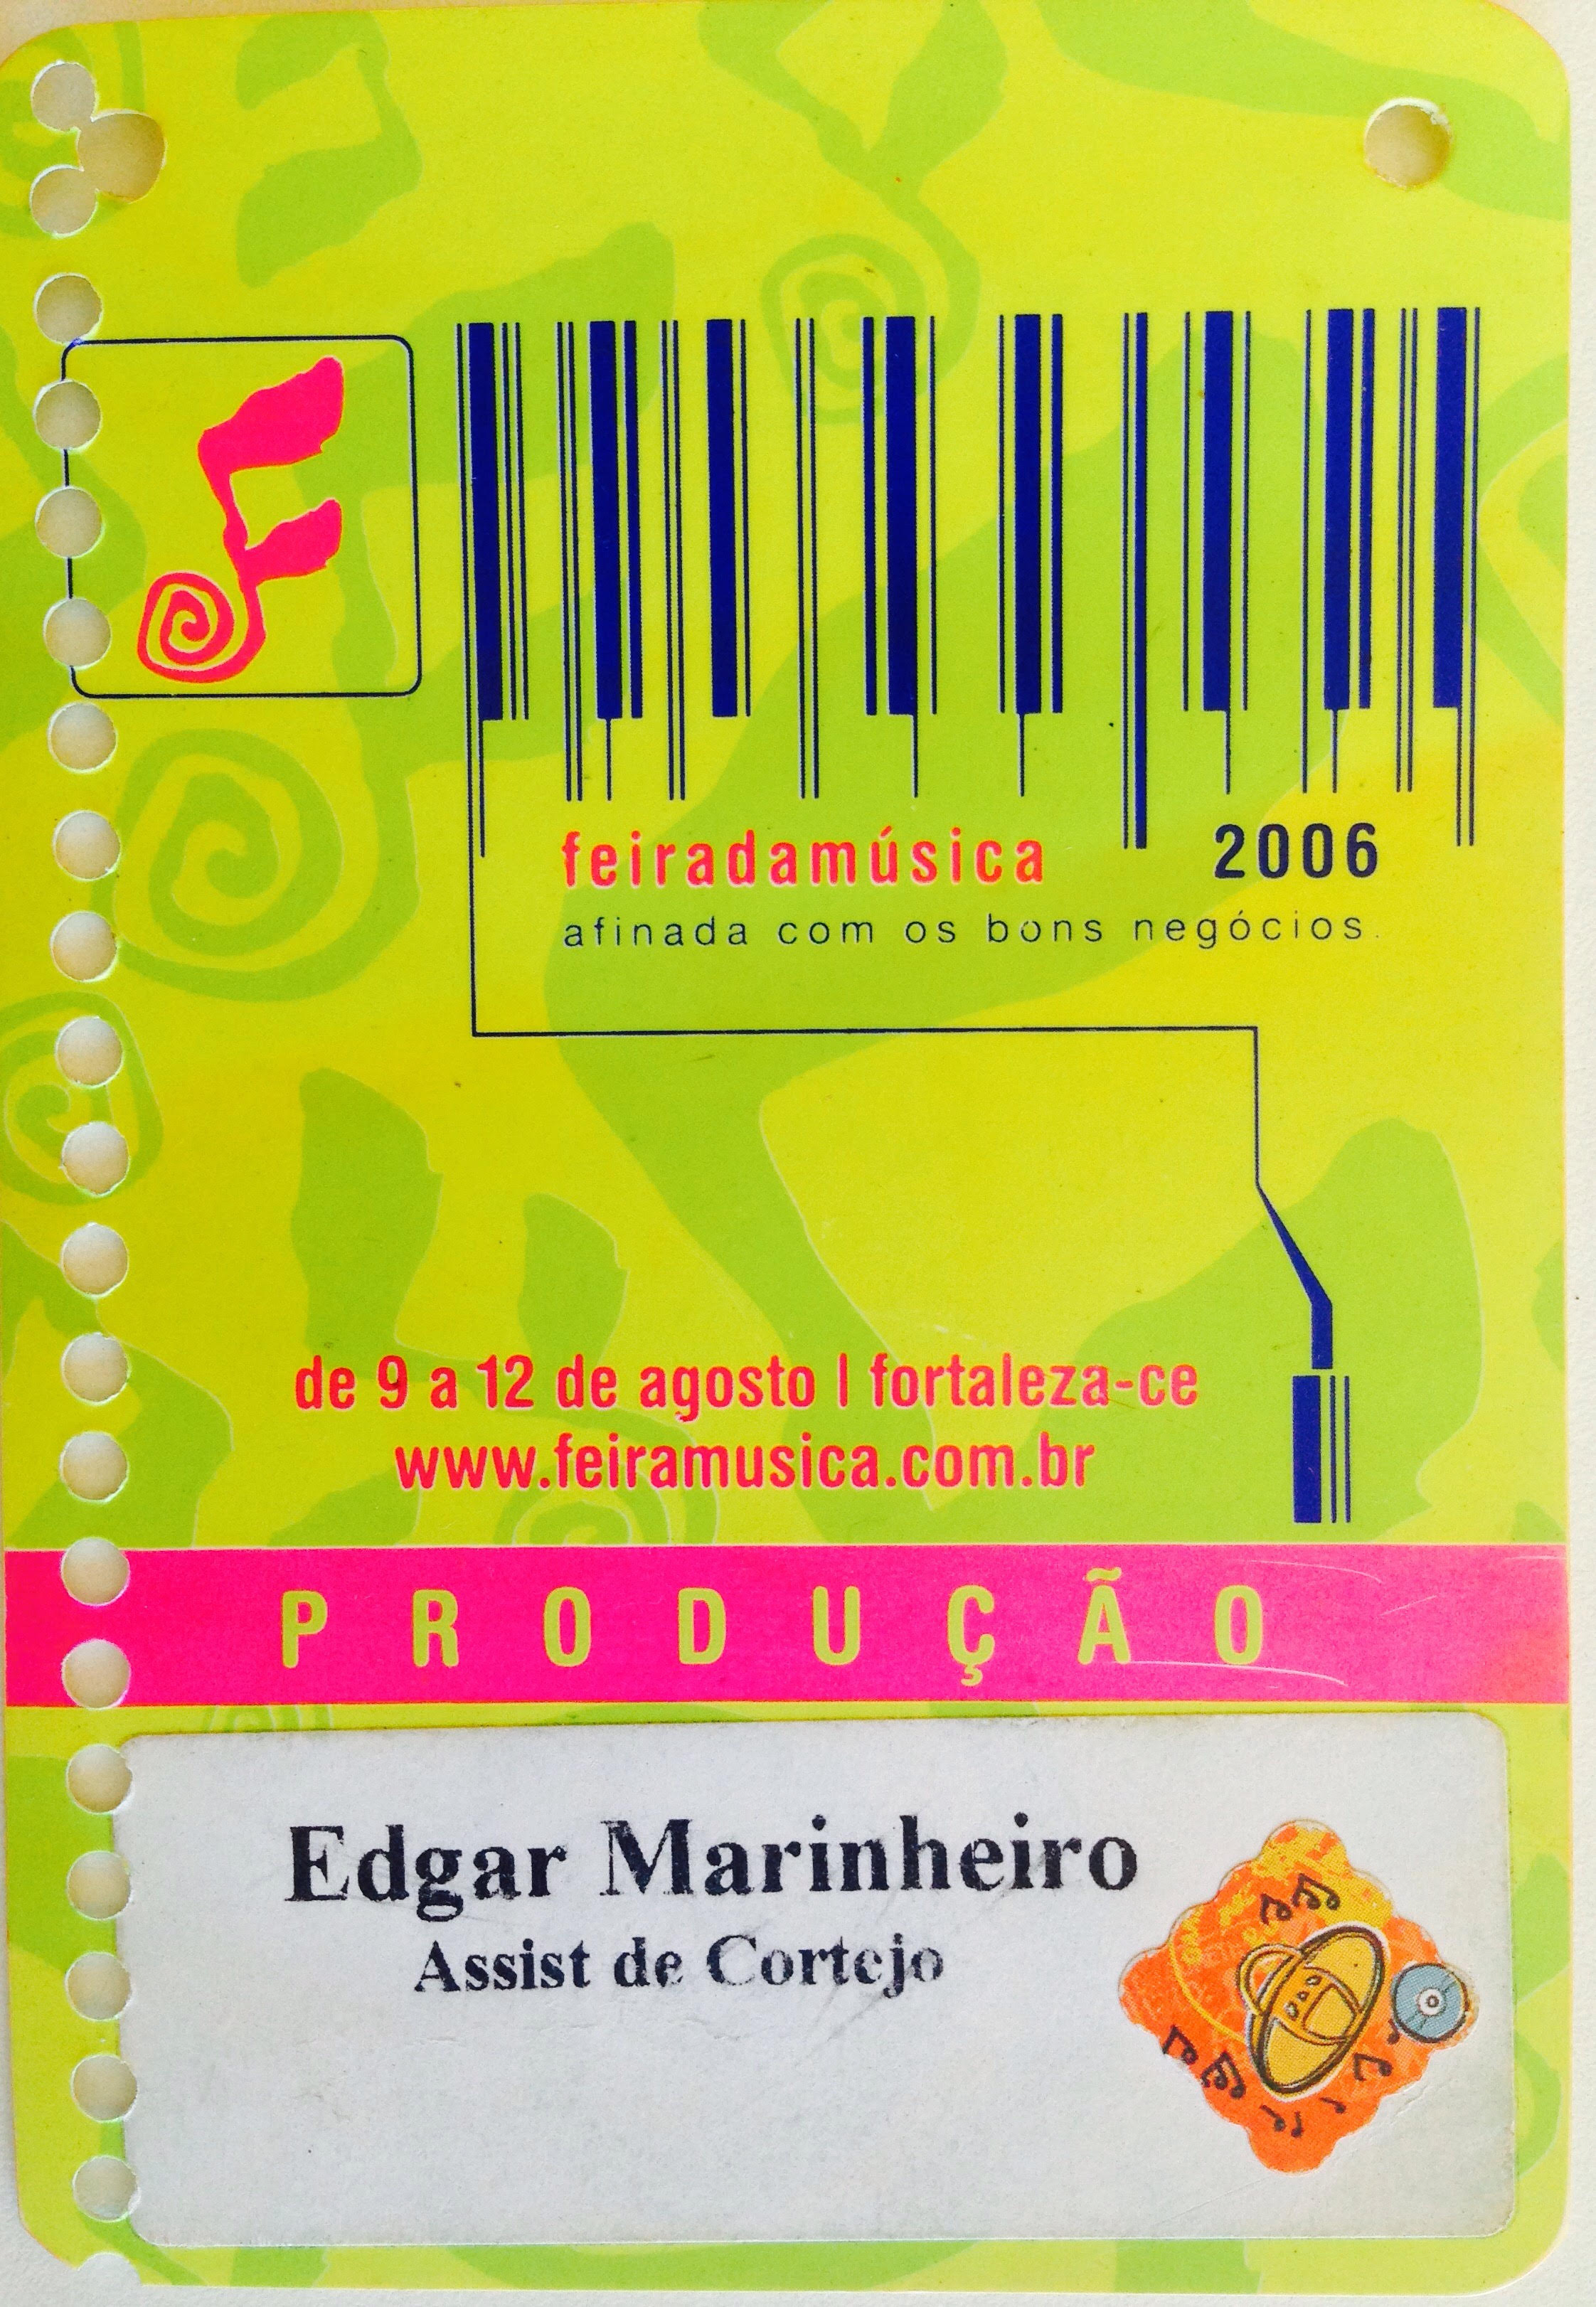 feiradamúsica 2006
afinada com os bons negócios.
de 9 a 12 de agosto | fortaleza-ce
www.feiramusica.com.br
PRODUÇÃO
Edgar Marinheiro
Assist de Cortejo